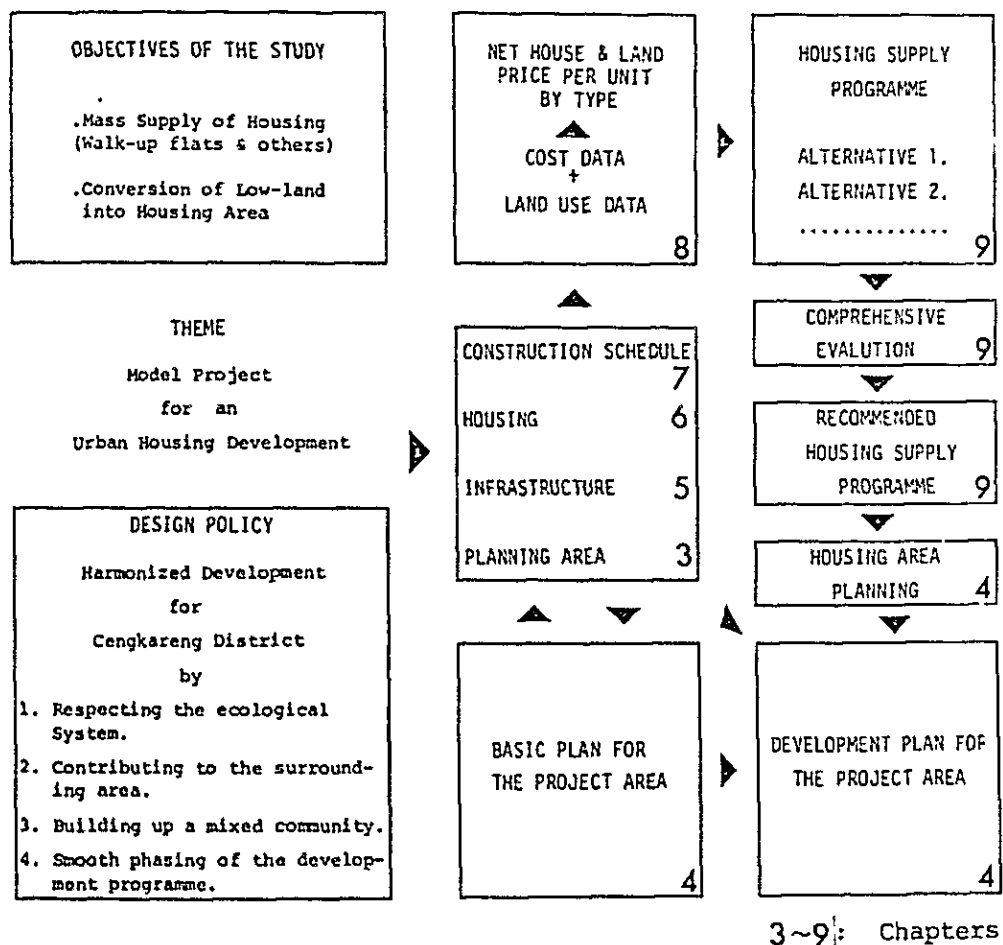 OBJECTIVES OF THE STUDY
.Mass Supply of Housing
(Walk-up flats & others)
.Conversion of Low-land
into Housing Area
THEME
Model Project
for an
Urban Housing Development
DESIGN POLICY
Harmonized Development
for
Cengkareng District
by
1. Respecting the ecological
System.
2. Contributing to the surround-
ing area.
3. Building up a mixed community.
4. Smooth phasing of the develop-
ment programme.
NET HOUSE & LAND
PRICE PER UNIT
BY TYPE
COST DATA
+
LAND USE DATA
8
CONSTRUCTION SCHEDULE
7
HOUSING 6
INFRASTRUCTURE 5
PLANNING AREA 3
BASIC PLAN FOR
THE PROJECT AREA
4
HOUSING SUPPLY
PROGRAMME
ALTERNATIVE 1.
ALTERNATIVE 2.
..............
9
COMPREHENSIVE
EVALUTION 9
RECOMMENDED
HOUSING SUPPLY
PROGRAMME 9
HOUSING AREA
PLANNING 4
DEVELOPMENT PLAN FOR
THE PROJECT AREA
4
3~9: Chapters